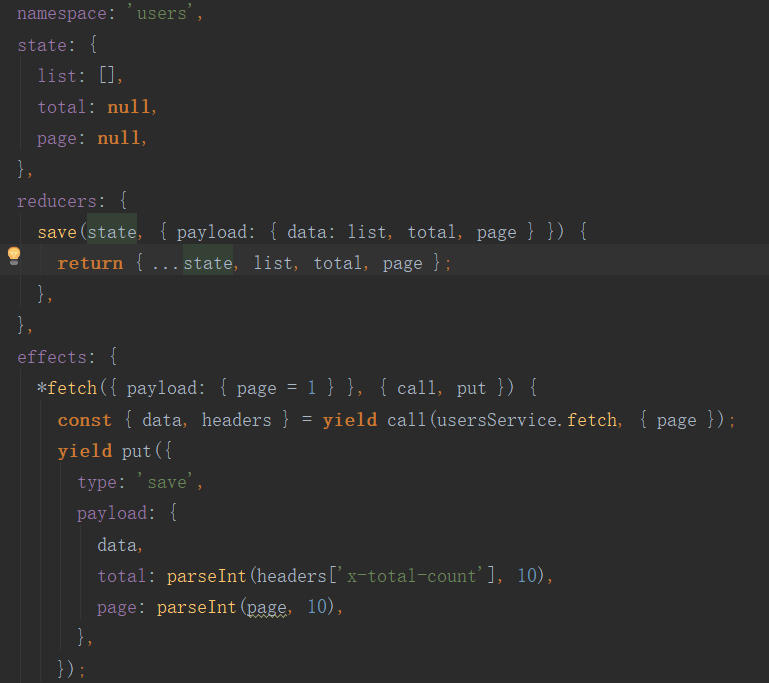 namespace: 'users',
state: {
list: [],
total: null,
page: null,
},
reducers: {
save(state, { payload: { data: list, total, page } }) {
return { ...state, list, total, page };
},
},
effects: {
*fetch({ payload: { page = 1 } }, { call, put }) {
const { data, headers } = yield call(usersService.fetch, { page });
yield put({
type: 'save',
payload: {
data,
total: parseInt(headers['x-total-count'], 10),
page: parseInt(page, 10),
},
});